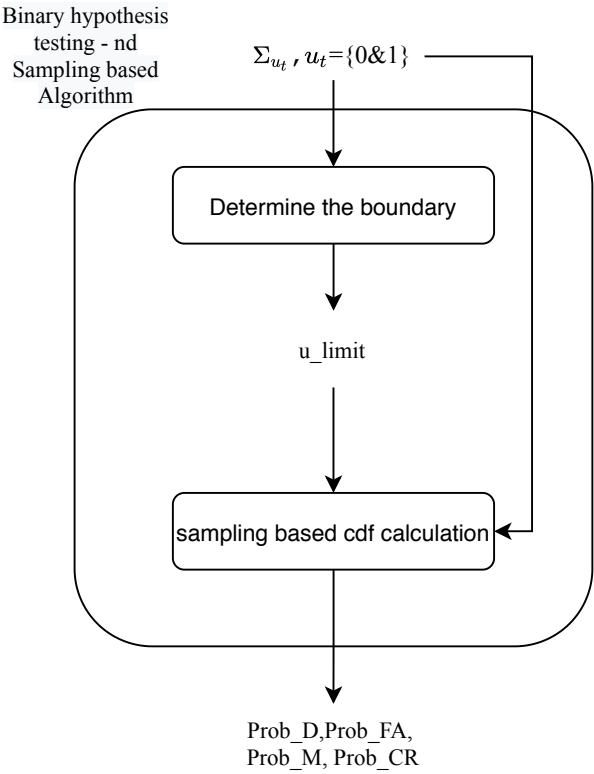 Binary hypothesis
testing - nd
Sampling based
Algorithm
Σ_{u_t}, u_t={0&1}
Determine the boundary
u_limit
sampling based cdf calculation
Prob_D,Prob_FA,
Prob_M, Prob_CR